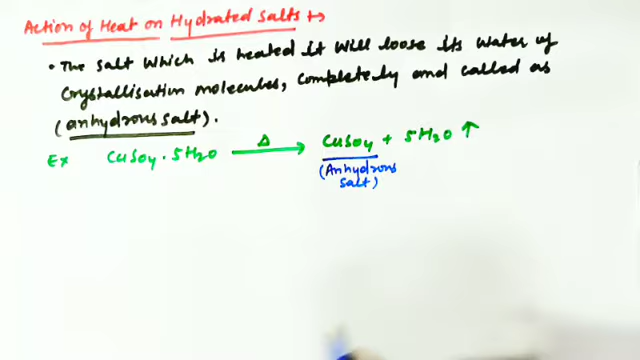 Action of Heat on Hydrated Salts ↦
• The salt which is heated it will loose its water of
crystallisation molecules, completely and called as
(anhydrous salt).
Ex CuSO4 · 5H2O —Δ→ CuSO4 + 5H2O ↑
(Anhydrous
salt)